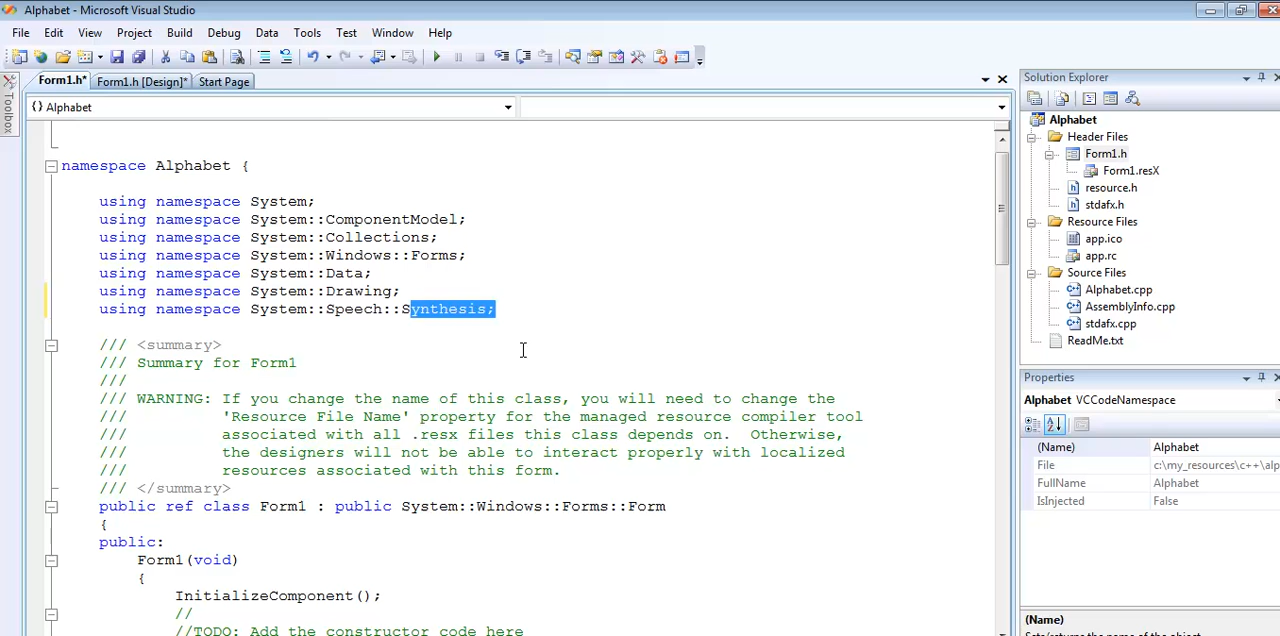 Alphabet - Microsoft Visual Studio
File Edit View Project Build Debug Data Tools Test Window Help
Form1.h* Form1.h [Design]* Start Page
Toolbox
{} Alphabet
namespace Alphabet {
using namespace System;
using namespace System::ComponentModel;
using namespace System::Collections;
using namespace System::Windows::Forms;
using namespace System::Data;
using namespace System::Drawing;
using namespace System::Speech::Synthesis;
/// <summary>
/// Summary for Form1
///
/// WARNING: If you change the name of this class, you will need to change the
/// 'Resource File Name' property for the managed resource compiler tool
/// associated with all .resx files this class depends on. Otherwise,
/// the designers will not be able to interact properly with localized
/// resources associated with this form.
/// </summary>
public ref class Form1 : public System::Windows::Forms::Form
{
public:
Form1(void)
{
InitializeComponent();
//
//TODO: Add the constructor code here
Solution Explorer
Alphabet
Header Files
Form1.h
Form1.resX
resource.h
stdafx.h
Resource Files
app.ico
app.rc
Source Files
Alphabet.cpp
AssemblyInfo.cpp
stdafx.cpp
ReadMe.txt
Properties
Alphabet VCCodeNamespace
(Name) Alphabet
File c:\my_resources\c++\alp
FullName Alphabet
IsInjected False
(Name)